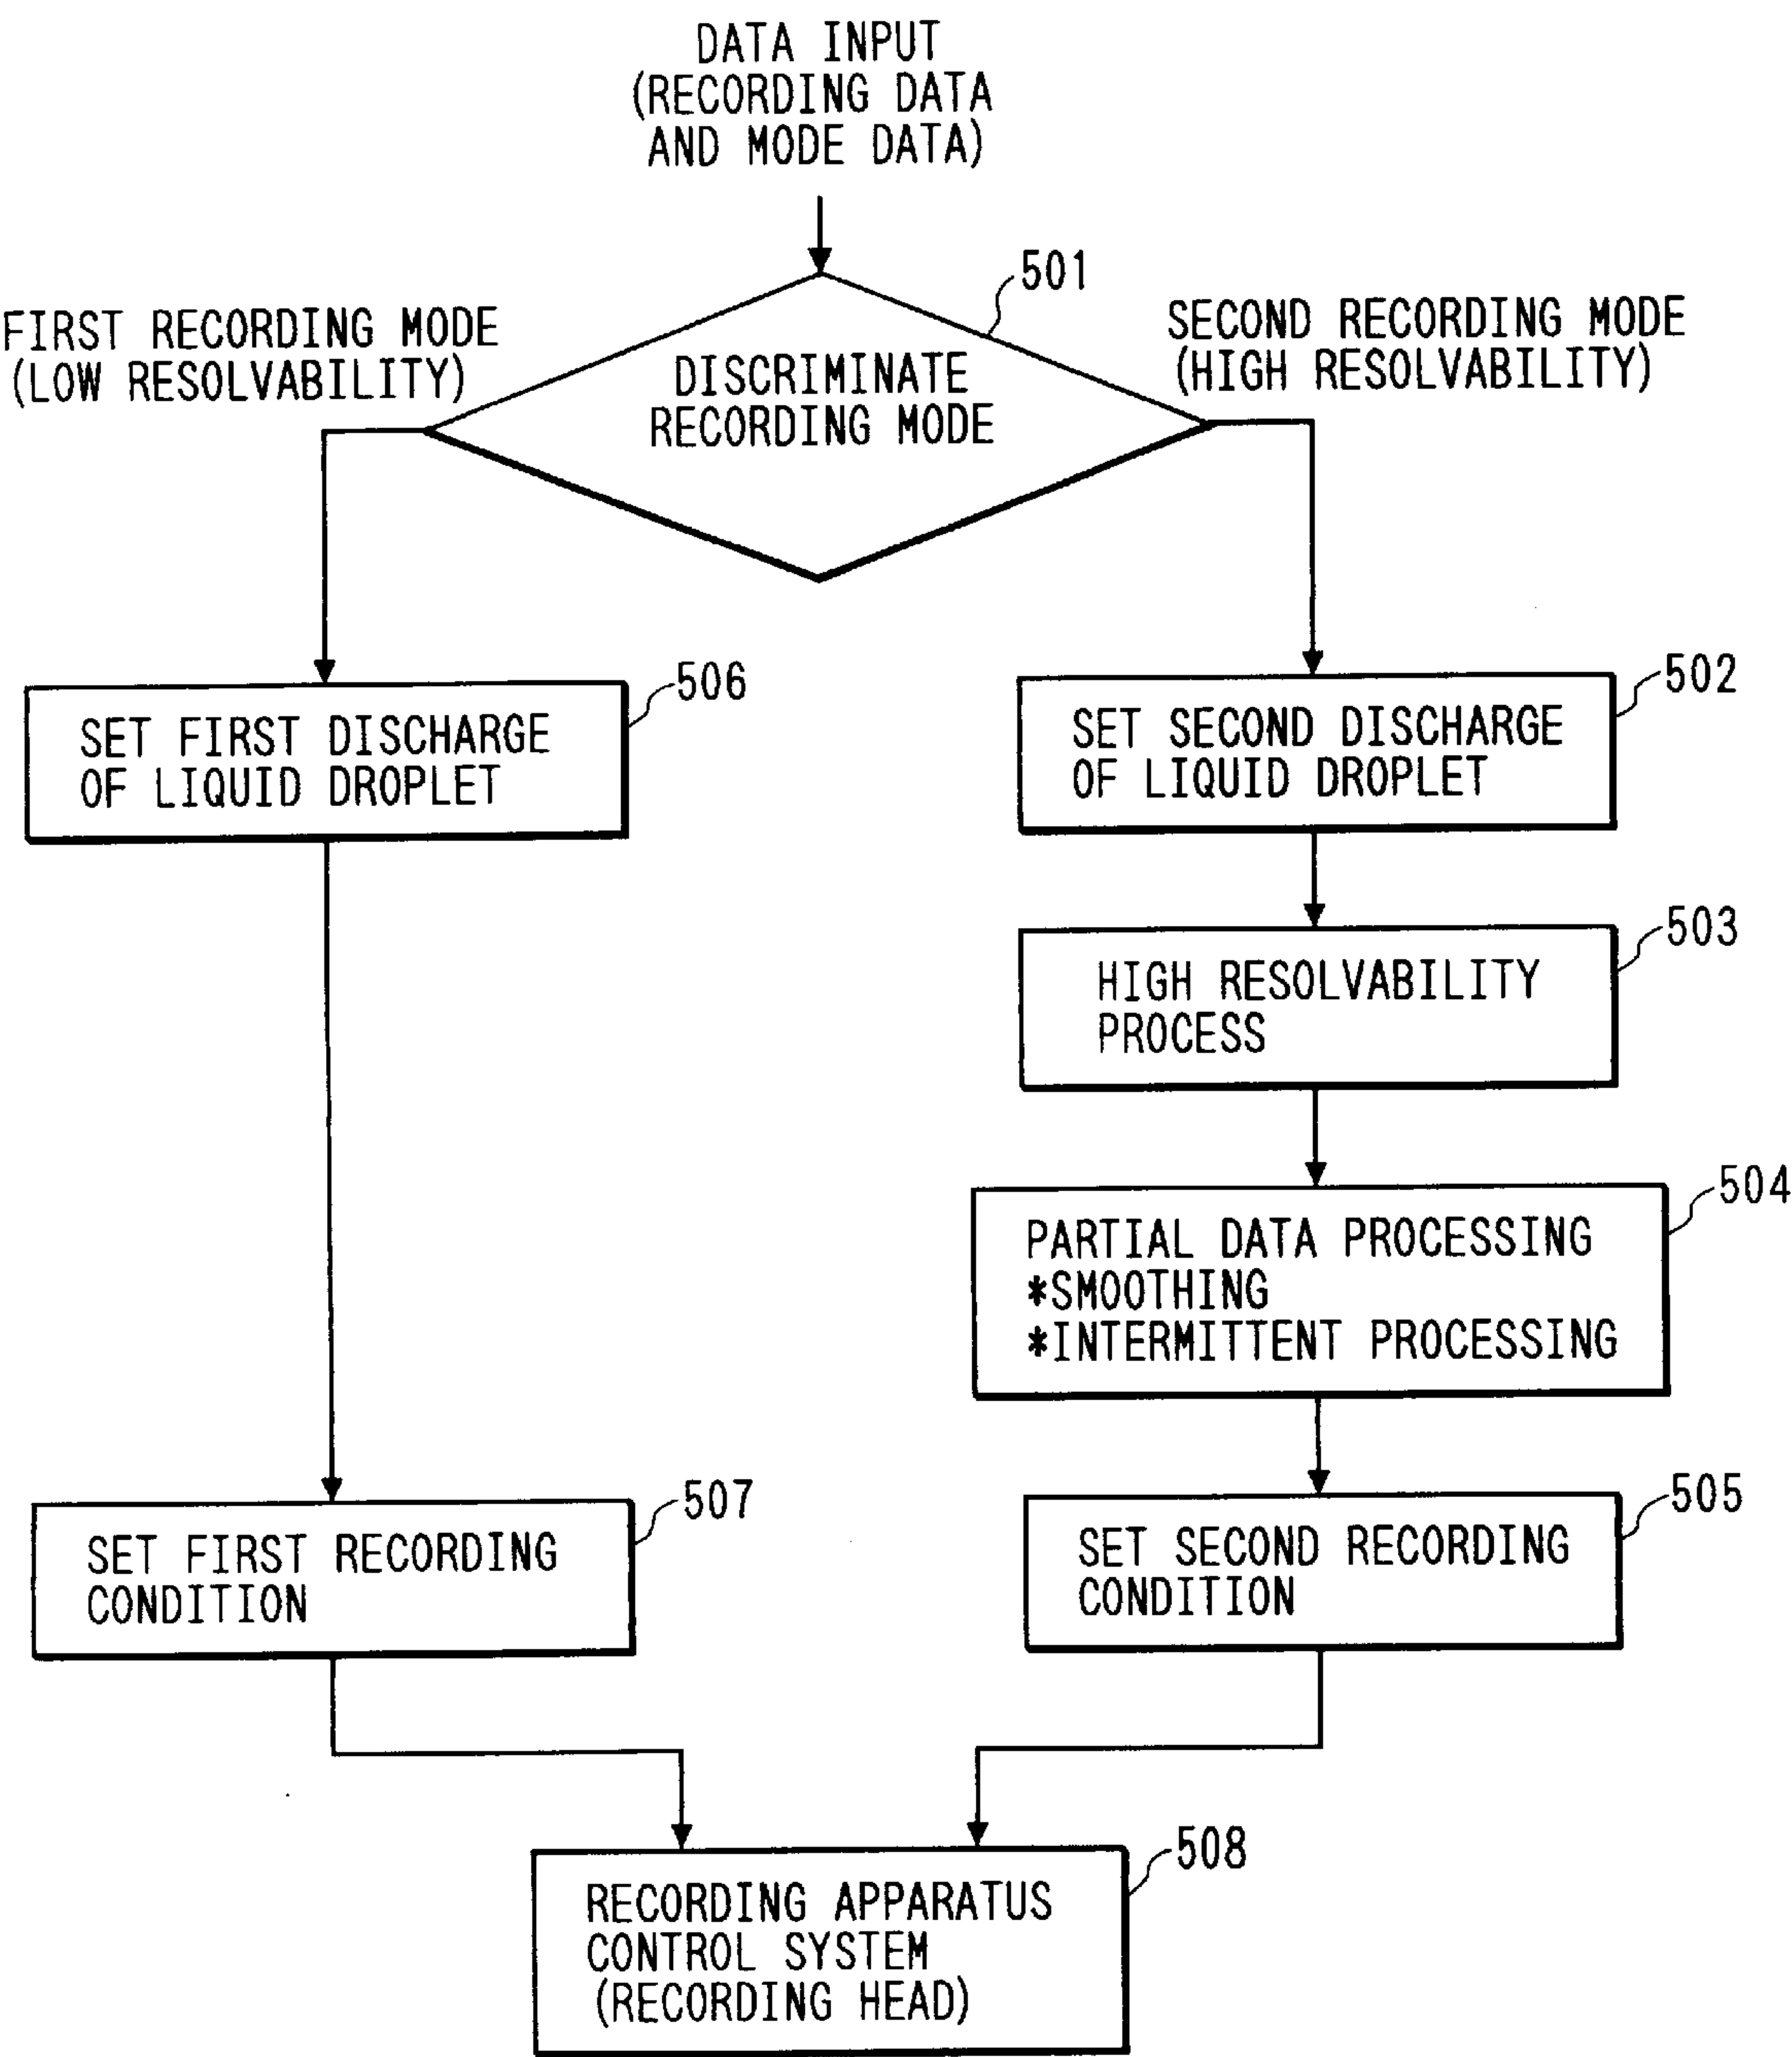 DATA INPUT
(RECORDING DATA
AND MODE DATA)
501
FIRST RECORDING MODE
(LOW RESOLVABILITY)
SECOND RECORDING MODE
(HIGH RESOLVABILITY)
DISCRIMINATE
RECORDING MODE
506
SET FIRST DISCHARGE
OF LIQUID DROPLET
502
SET SECOND DISCHARGE
OF LIQUID DROPLET
503
HIGH RESOLVABILITY
PROCESS
504
PARTIAL DATA PROCESSING
*SMOOTHING
*INTERMITTENT PROCESSING
507
SET FIRST RECORDING
CONDITION
505
SET SECOND RECORDING
CONDITION
508
RECORDING APPARATUS
CONTROL SYSTEM
(RECORDING HEAD)